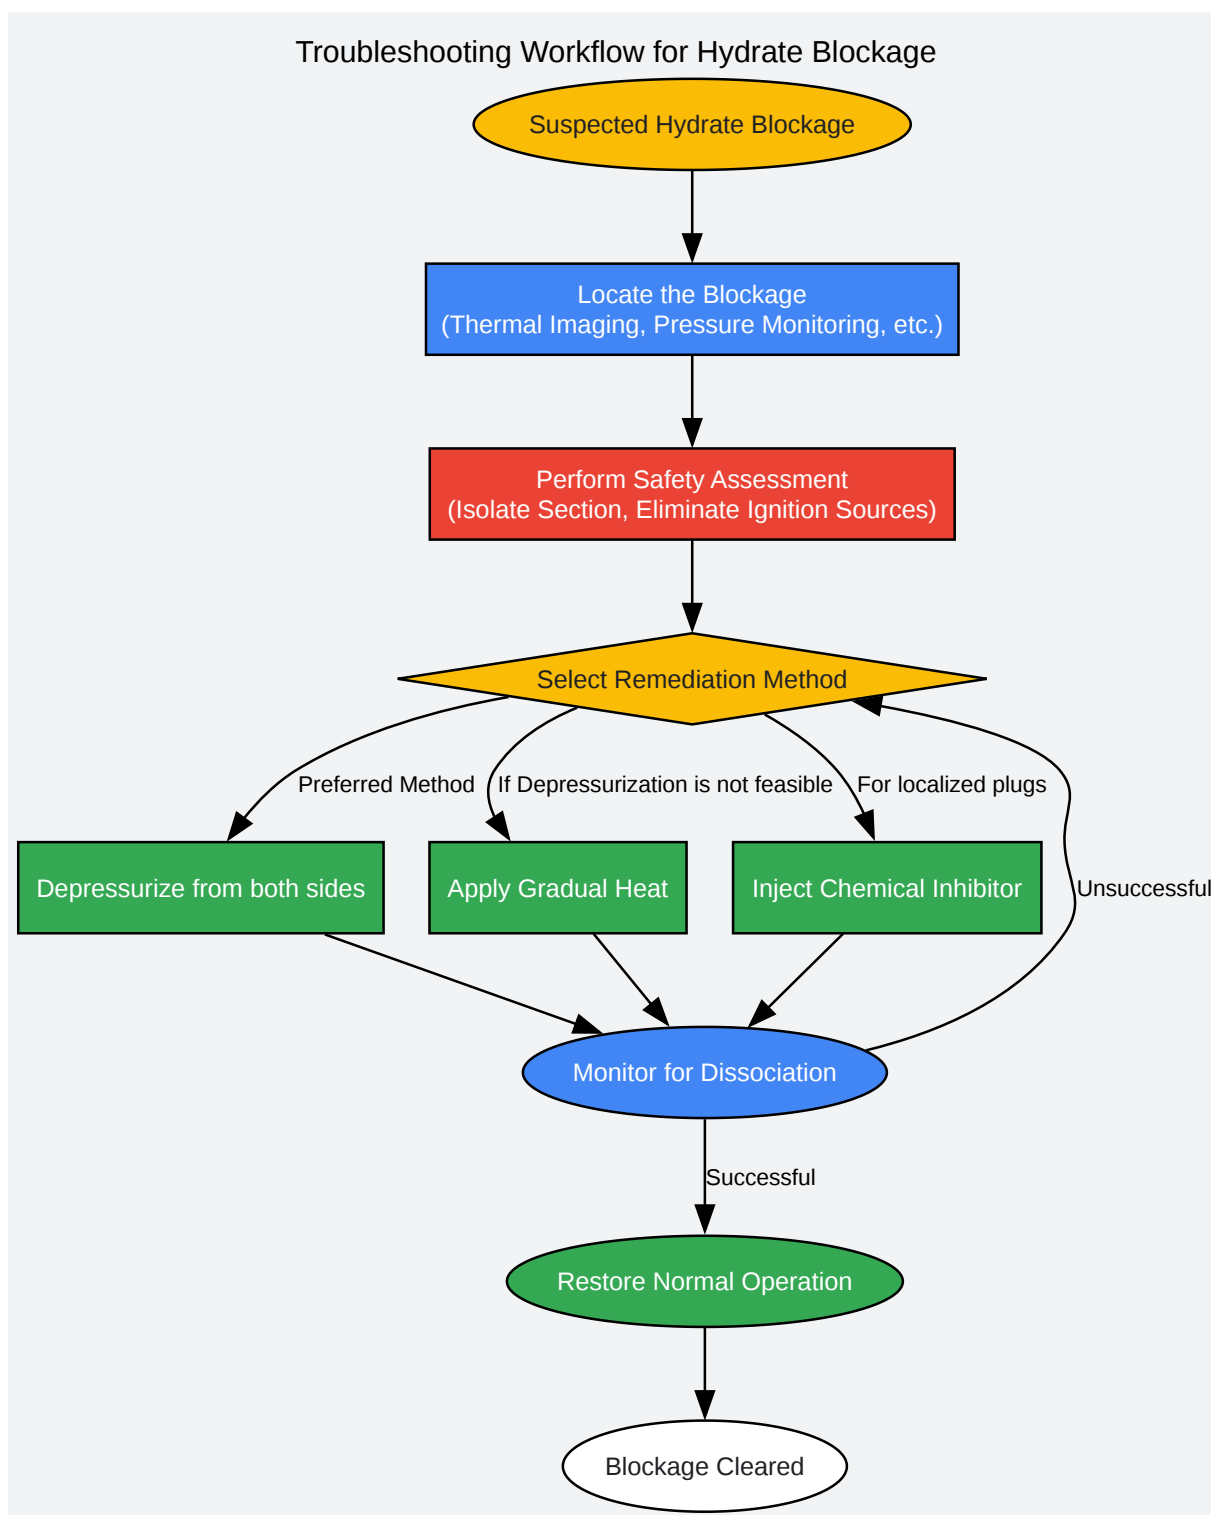 Troubleshooting Workflow for Hydrate Blockage
Suspected Hydrate Blockage
Locate the Blockage
(Thermal Imaging, Pressure Monitoring, etc.)
Perform Safety Assessment
(Isolate Section, Eliminate Ignition Sources)
Select Remediation Method
Preferred Method
If Depressurization is not feasible
For localized plugs
Depressurize from both sides
Apply Gradual Heat
Inject Chemical Inhibitor
Unsuccessful
Monitor for Dissociation
Successful
Restore Normal Operation
Blockage Cleared